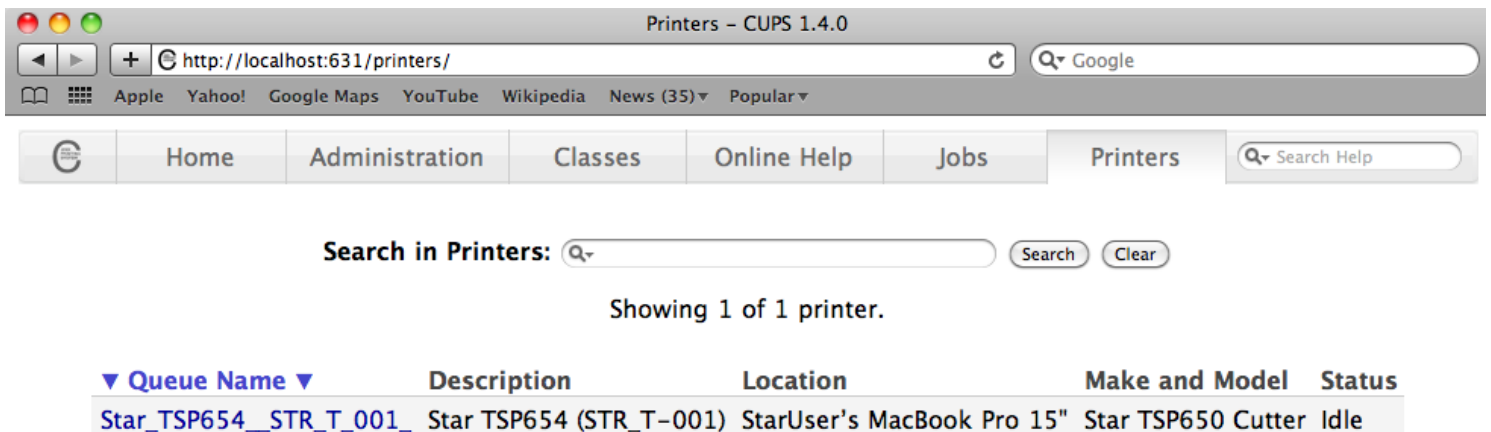 Printers – CUPS 1.4.0
http://localhost:631/printers/ Google
Apple Yahoo! Google Maps YouTube Wikipedia News (35) Popular
Home Administration Classes Online Help Jobs Printers Search Help
Search in Printers: Search Clear
Showing 1 of 1 printer.
▼ Queue Name ▼ Description Location Make and Model Status
Star_TSP654__STR_T_001_ Star TSP654 (STR_T-001) StarUser's MacBook Pro 15" Star TSP650 Cutter Idle